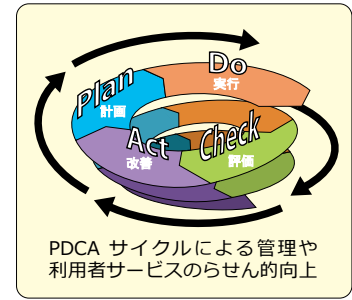 Plan
計画
Do
実行
Check
評価
Act
改善
PDCA サイクルによる管理や
利用者サービスのらせん的向上